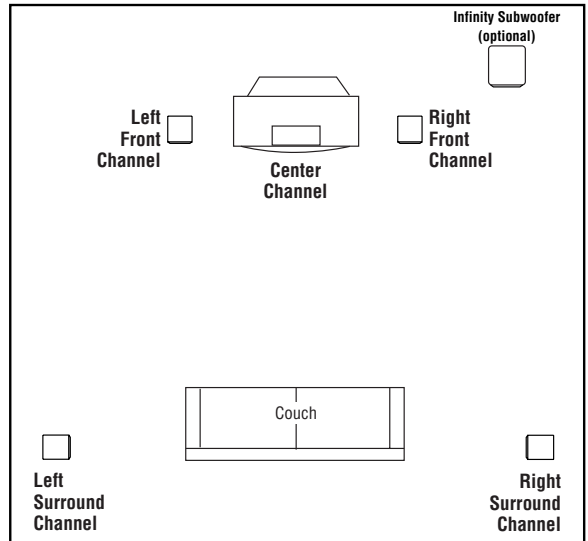 Infinity Subwoofer
(optional)
Left
Front
Channel
Right
Front
Channel
Center
Channel
Couch
Left
Surround
Channel
Right
Surround
Channel